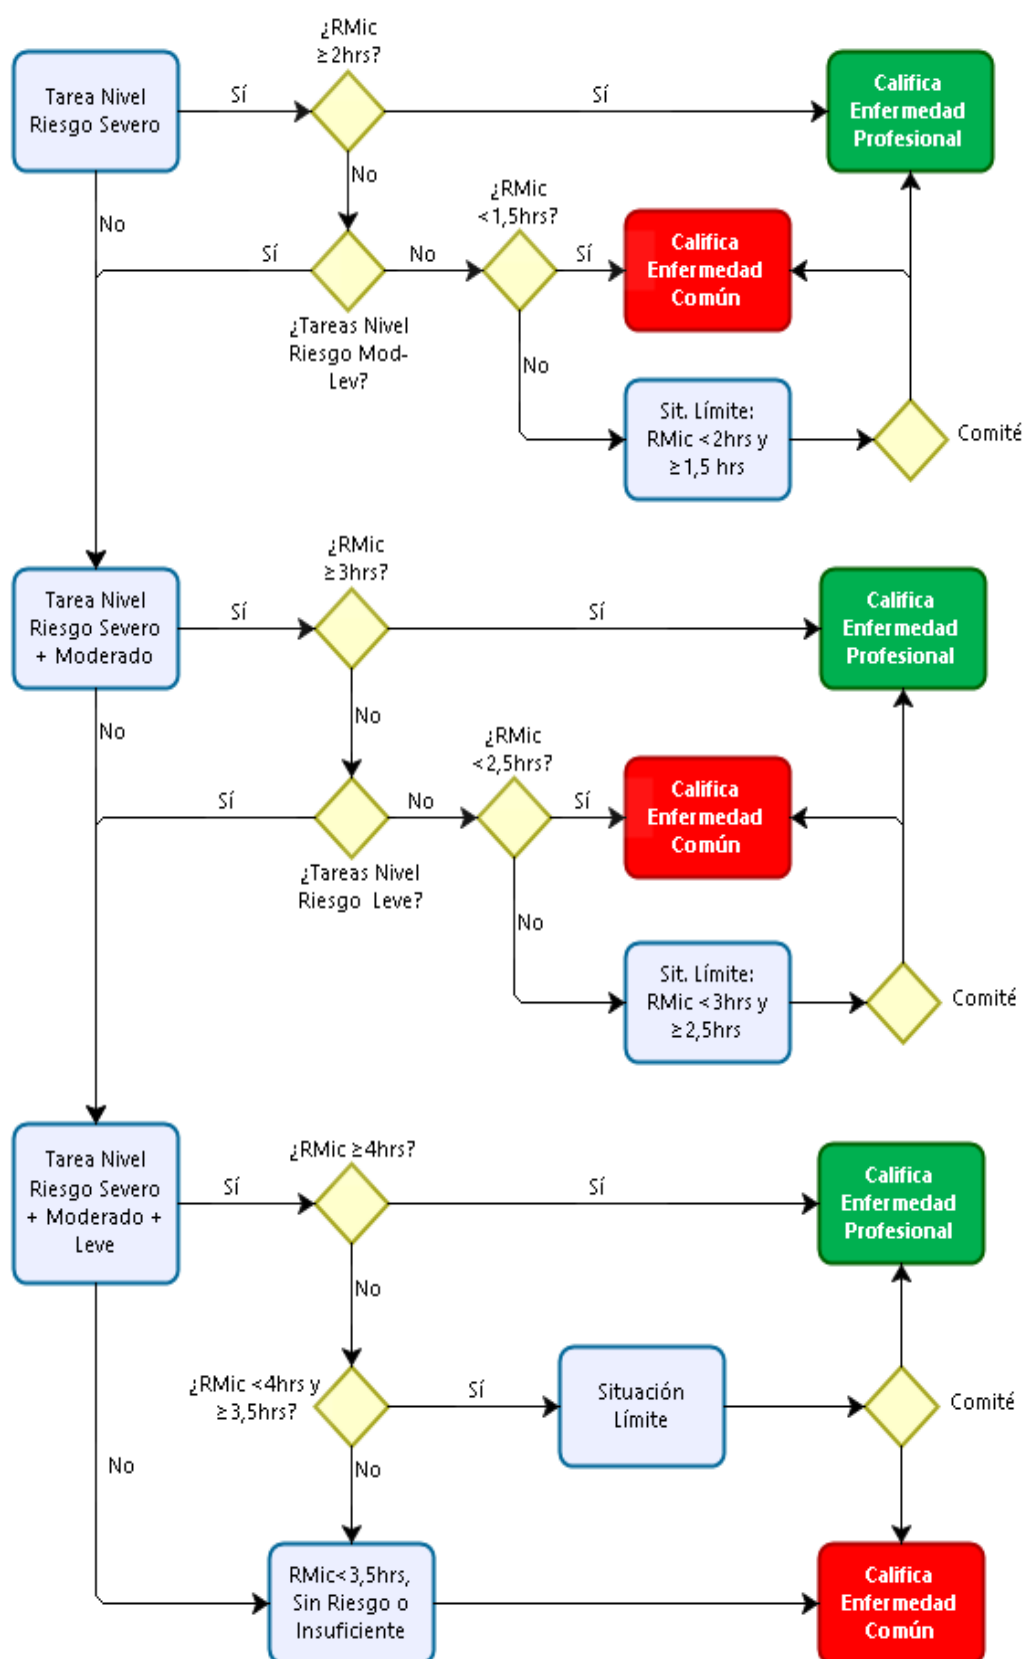 ¿RMic
≥2hrs?
Tarea Nivel
Riesgo Severo
Sí
Sí
Califica
Enfermedad
Profesional
No
No
¿RMic
<1,5hrs?
Sí
No
Sí
Califica
Enfermedad
Común
¿Tareas Nivel
Riesgo Mod-
Lev?
No
Sit. Límite:
RMic <2hrs y
≥1,5 hrs
Comité
¿RMic
≥3hrs?
Tarea Nivel
Riesgo Severo
+ Moderado
Sí
Sí
Califica
Enfermedad
Profesional
No
No
¿RMic
<2,5hrs?
Sí
No
Sí
Califica
Enfermedad
Común
¿Tareas Nivel
Riesgo Leve?
No
Sit. Límite:
RMic <3hrs y
≥2,5hrs
Comité
¿RMic ≥4hrs?
Tarea Nivel
Riesgo Severo
+ Moderado +
Leve
Sí
Sí
Califica
Enfermedad
Profesional
No
¿RMic <4hrs y
≥3,5hrs?
Sí
Situación
Límite
Comité
No
No
RMic<3,5hrs,
Sin Riesgo o
Insuficiente
Califica
Enfermedad
Común